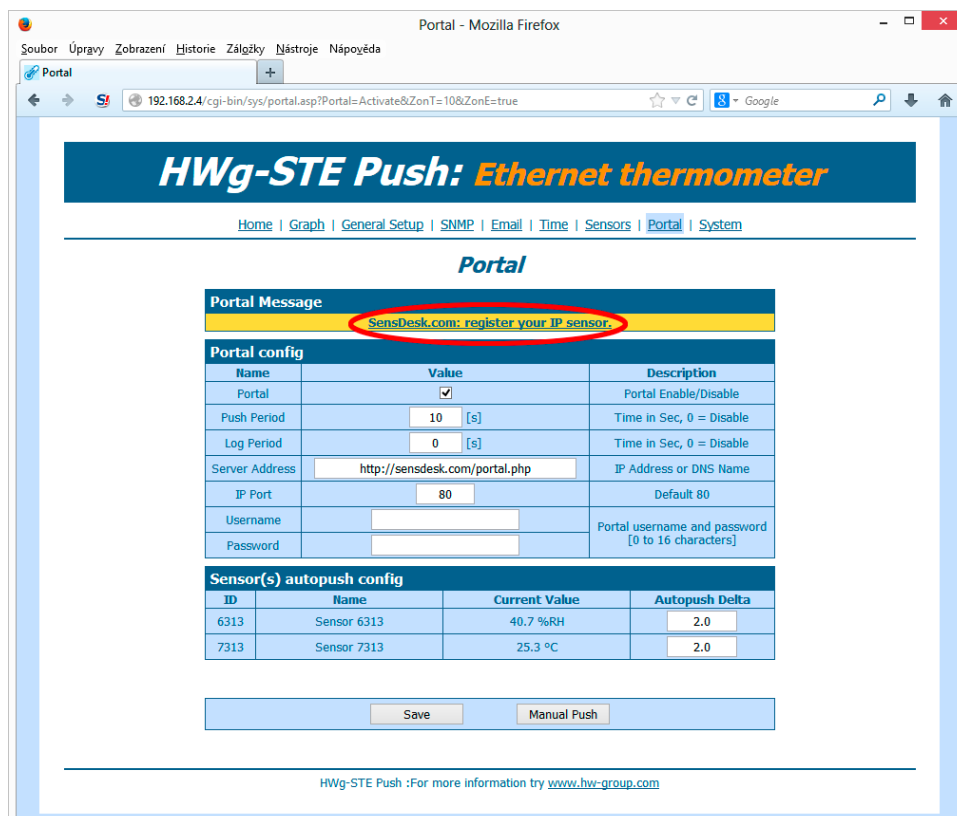 Portal - Mozilla Firefox
Soubor Úpravy Zobrazení Historie Záložky Nástroje Nápověda
Portal
192.168.2.4/cgi-bin/sys/portal.asp?Portal=Activate&ZonT=10&ZonE=true
Google
HWg-STE Push: Ethernet thermometer
Home | Graph | General Setup | SNMP | Email | Time | Sensors | Portal | System
Portal
Portal Message
SensDesk.com: register your IP sensor.
Portal config
Name Value Description
Portal Portal Enable/Disable
Push Period 10 [s] Time in Sec, 0 = Disable
Log Period 0 [s] Time in Sec, 0 = Disable
Server Address http://sensdesk.com/portal.php IP Address or DNS Name
IP Port 80 Default 80
Username
Portal username and password
[0 to 16 characters]
Password
Sensor(s) autopush config
ID Name Current Value Autopush Delta
6313 Sensor 6313 40.7 %RH 2.0
7313 Sensor 7313 25.3 ºC 2.0
Save Manual Push
HWg-STE Push :For more information try www.hw-group.com